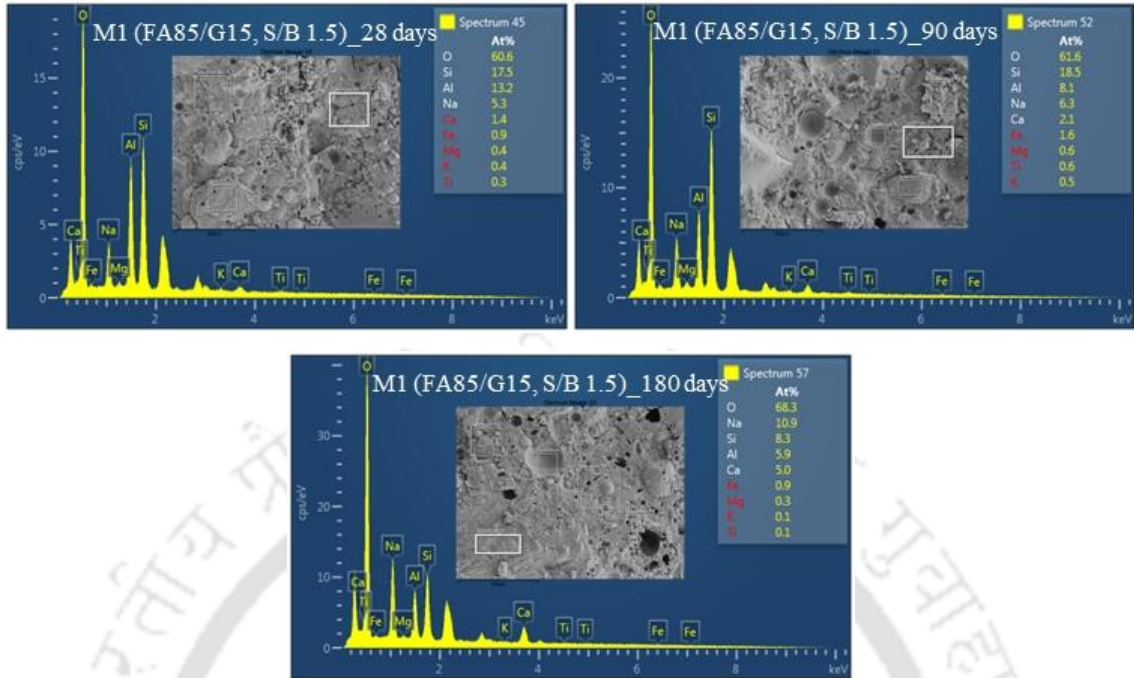 M1 (FA85/G15, S/B 1.5)_28 days
Spectrum 45
At%
O 60.6
Si 17.5
Al 13.2
Na 5.3
Ca 1.4
Fe 0.9
Mg 0.4
K 0.4
Ti 0.3
cps/eV
15
10
5
0
O
Al
Si
Ca
Ti
Fe
Na
Mg
K
Ca
Ti
Ti
Fe
Fe
2 4 6 8 keV
M1 (FA85/G15, S/B 1.5)_90 days
Spectrum 52
At%
O 61.6
Si 18.5
Al 8.1
Na 6.3
Ca 2.1
Fe 1.6
Mg 0.6
Ti 0.6
K 0.5
cps/eV
20
10
0
O
Si
Al
Ca
Ti
Fe
Na
Mg
K
Ca
Ti
Ti
Fe
Fe
2 4 6 8 keV
M1 (FA85/G15, S/B 1.5)_180 days
Spectrum 57
At%
O 68.3
Na 10.9
Si 8.3
Al 5.9
Ca 5.0
Fe 0.9
Mg 0.3
K 0.1
Ti 0.1
cps/eV
30
20
10
0
O
Na
Si
Al
Ca
Ti
Fe
Mg
K
Ca
Ti
Ti
Fe
Fe
2 4 6 8 keV